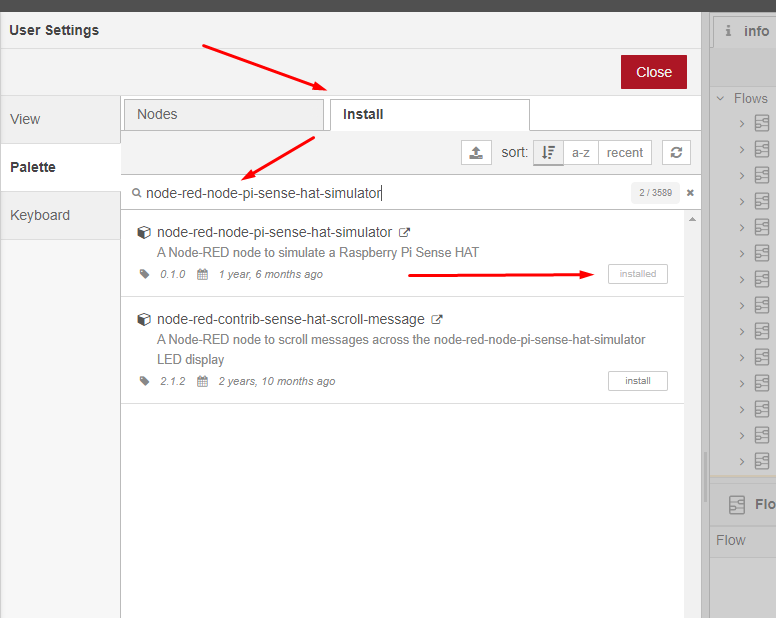 User Settings
info
Close
Flows
View
Palette
Keyboard
Nodes
Install
sort:
a-z
recent
node-red-node-pi-sense-hat-simulator
2 / 3589
node-red-node-pi-sense-hat-simulator
A Node-RED node to simulate a Raspberry Pi Sense HAT
0.1.0
1 year, 6 months ago
installed
node-red-contrib-sense-hat-scroll-message
A Node-RED node to scroll messages across the node-red-node-pi-sense-hat-simulator
LED display
2.1.2
2 years, 10 months ago
install
Flo
Flow